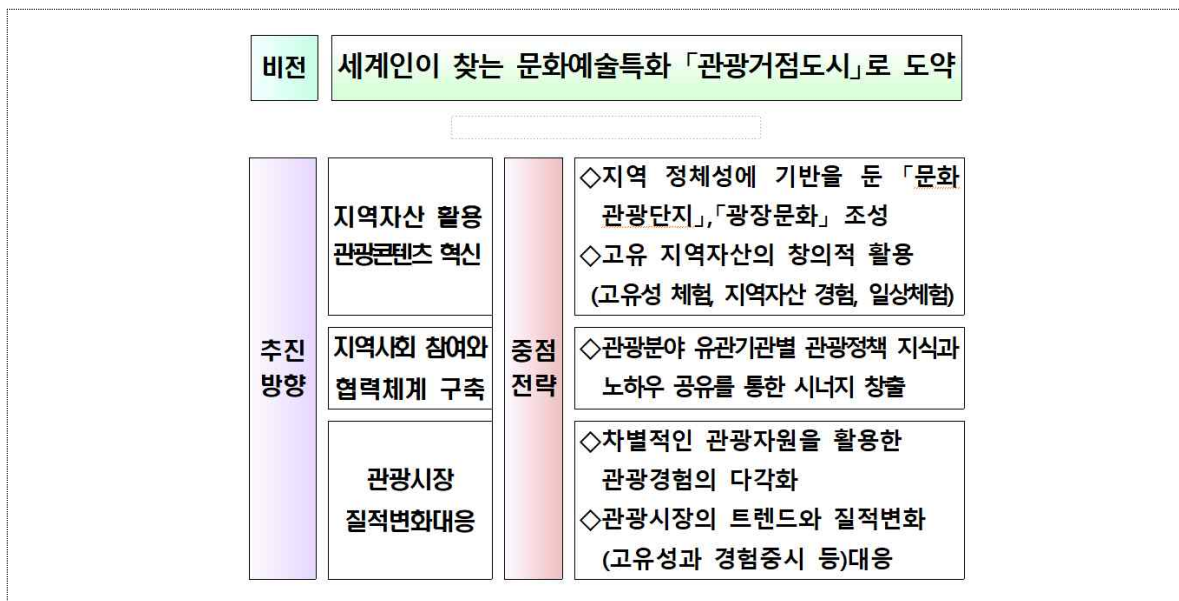 비전
세계인이 찾는 문화예술특화 「관광거점도시」로 도약
추진
방향
지역자산 활용
관광콘텐츠 혁신
지역사회 참여와
협력체계 구축
관광시장
질적변화대응
중점
전략
◇지역 정체성에 기반을 둔 「문화
관광단지」,「광장문화」 조성
◇고유 지역자산의 창의적 활용
(고유성 체험, 지역자산 경험, 일상체험)
◇관광분야 유관기관별 관광정책 지식과
노하우 공유를 통한 시너지 창출
◇차별적인 관광자원을 활용한
관광경험의 다각화
◇관광시장의 트렌드와 질적변화
(고유성과 경험중시 등)대응